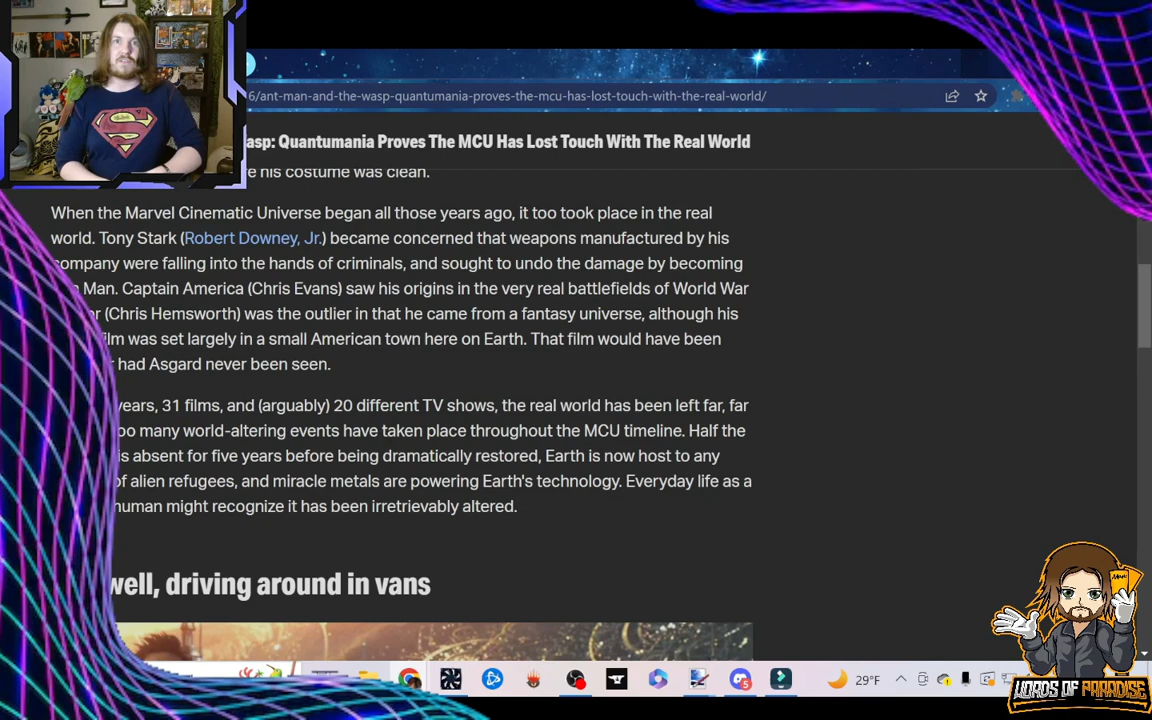 6/ant-man-and-the-wasp-quantumania-proves-the-mcu-has-lost-touch-with-the-real-world/
asp: Quantumania Proves The MCU Has Lost Touch With The Real World
e his costume was clean.
When the Marvel Cinematic Universe began all those years ago, it too took place in the real
world. Tony Stark (Robert Downey, Jr.) became concerned that weapons manufactured by his
company were falling into the hands of criminals, and sought to undo the damage by becoming
Man. Captain America (Chris Evans) saw his origins in the very real battlefields of World War
or (Chris Hemsworth) was the outlier in that he came from a fantasy universe, although his
ilm was set largely in a small American town here on Earth. That film would have been
r had Asgard never been seen.
years, 31 films, and (arguably) 20 different TV shows, the real world has been left far, far
oo many world-altering events have taken place throughout the MCU timeline. Half the
is absent for five years before being dramatically restored, Earth is now host to any
of alien refugees, and miracle metals are powering Earth's technology. Everyday life as a
human might recognize it has been irretrievably altered.
well, driving around in vans
5
29°F
WORDS OF PARADISE